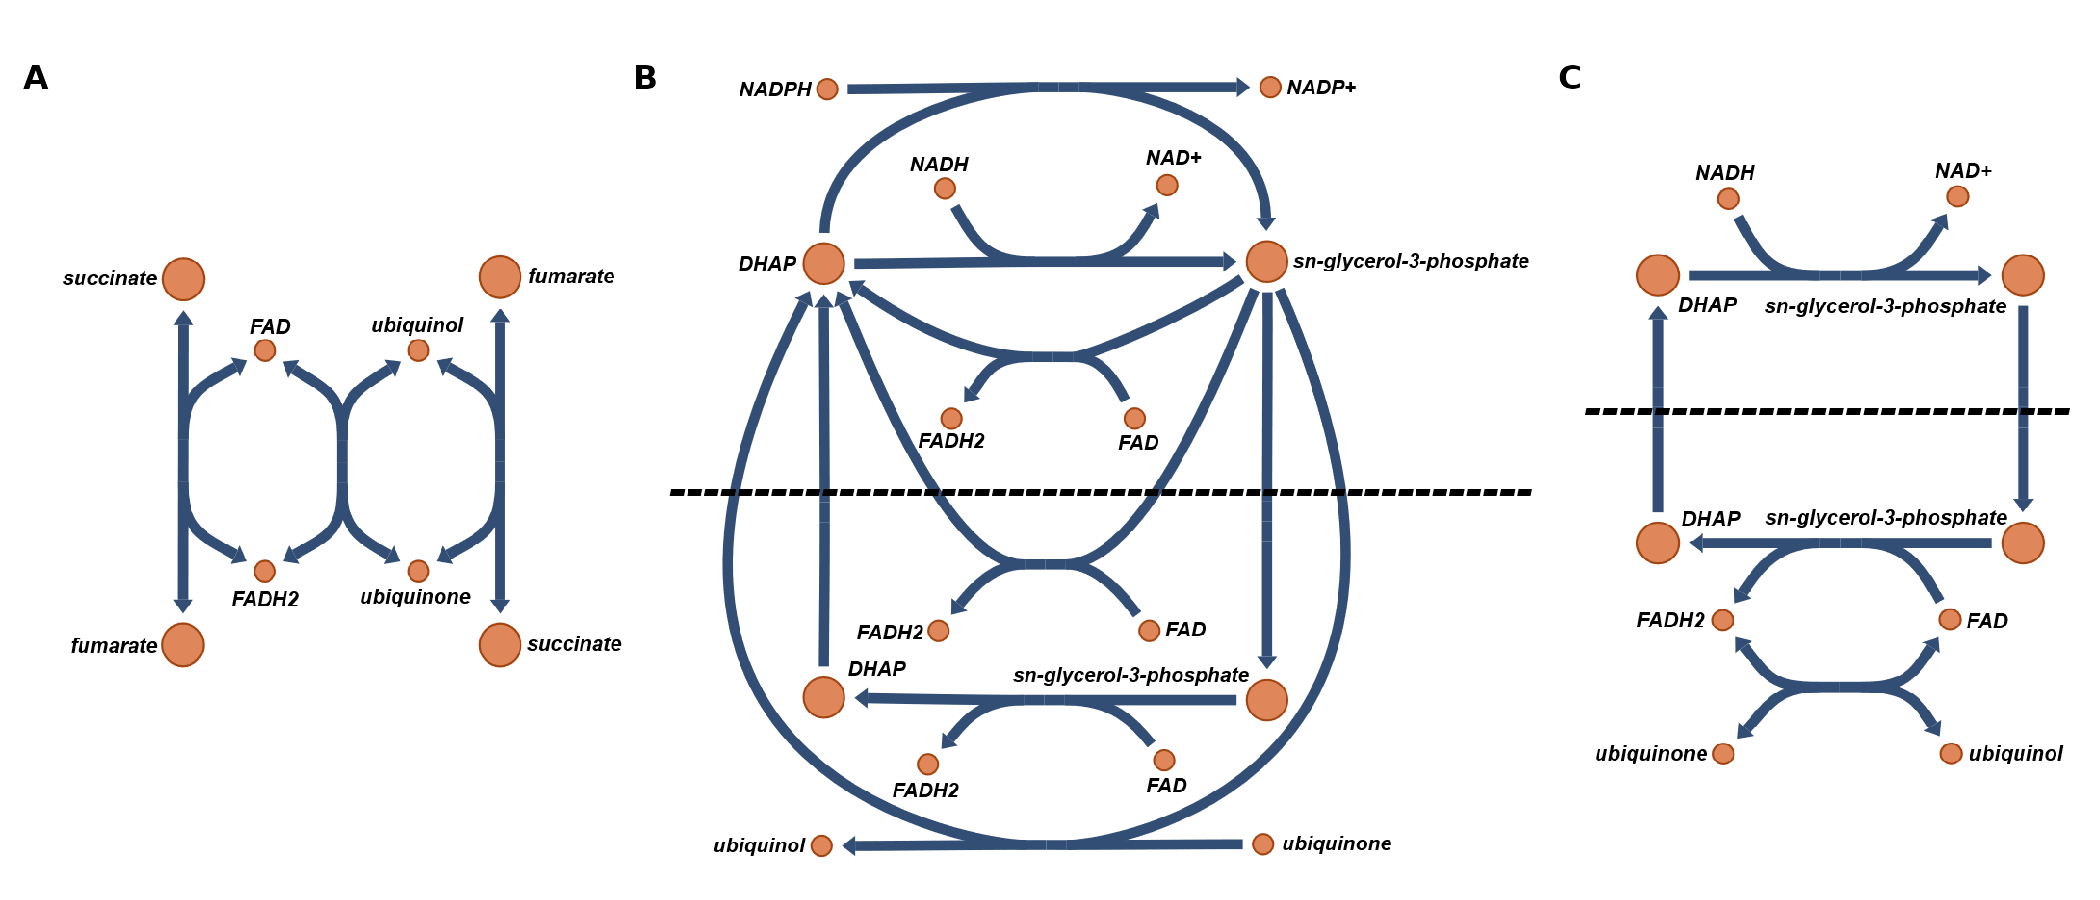 A
succinate
fumarate
FAD
ubiquinol
FADH2
ubiquinone
fumarate
succinate
B
NADPH
NADP+
NADH
NAD+
DHAP
sn-glycerol-3-phosphate
FADH2
FAD
FADH2
FAD
DHAP
sn-glycerol-3-phosphate
FADH2
FAD
ubiquinol
ubiquinone
C
NADH
NAD+
DHAP
sn-glycerol-3-phosphate
DHAP
sn-glycerol-3-phosphate
FADH2
FAD
ubiquinone
ubiquinol